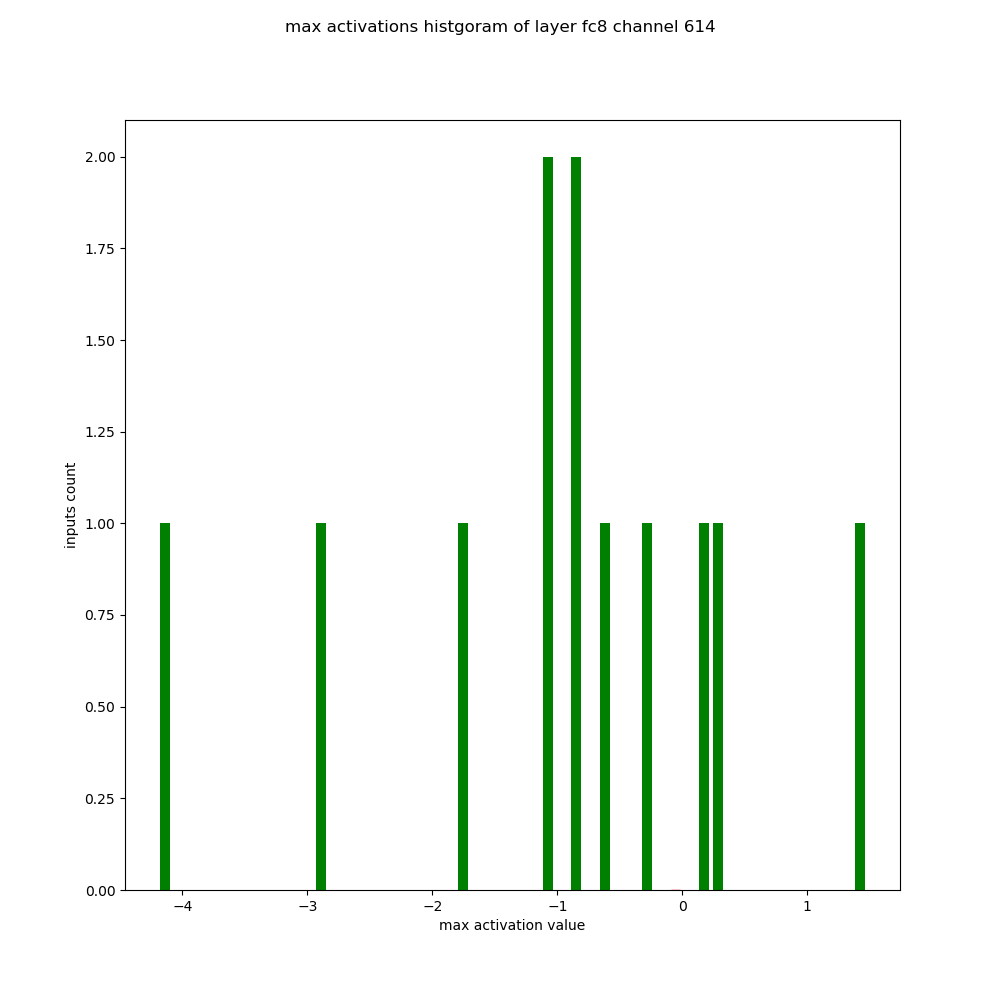 max activations histgoram of layer fc8 channel 614
2.00
1.75
1.50
1.25
1.00
0.75
0.50
0.25
0.00
inputs count
−4 −3 −2 −1 0 1
max activation value